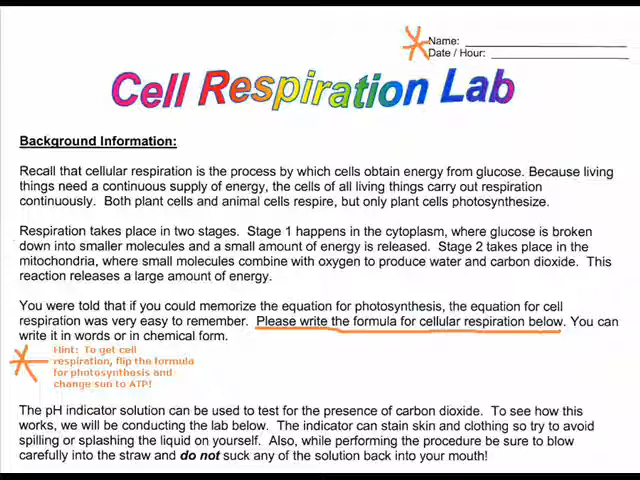 Name:
Date / Hour:
Cell Respiration Lab
Background Information:
Recall that cellular respiration is the process by which cells obtain energy from glucose. Because living
things need a continuous supply of energy, the cells of all living things carry out respiration
continuously. Both plant cells and animal cells respire, but only plant cells photosynthesize.
Respiration takes place in two stages. Stage 1 happens in the cytoplasm, where glucose is broken
down into smaller molecules and a small amount of energy is released. Stage 2 takes place in the
mitochondria, where small molecules combine with oxygen to produce water and carbon dioxide. This
reaction releases a large amount of energy.
You were told that if you could memorize the equation for photosynthesis, the equation for cell
respiration was very easy to remember. Please write the formula for cellular respiration below. You can
write it in words or in chemical form.
Hint: To get cell
respiration, flip the formula
for photosynthesis and
change sun to ATP!
The pH indicator solution can be used to test for the presence of carbon dioxide. To see how this
works, we will be conducting the lab below. The indicator can stain skin and clothing so try to avoid
spilling or splashing the liquid on yourself. Also, while performing the procedure be sure to blow
carefully into the straw and do not suck any of the solution back into your mouth!